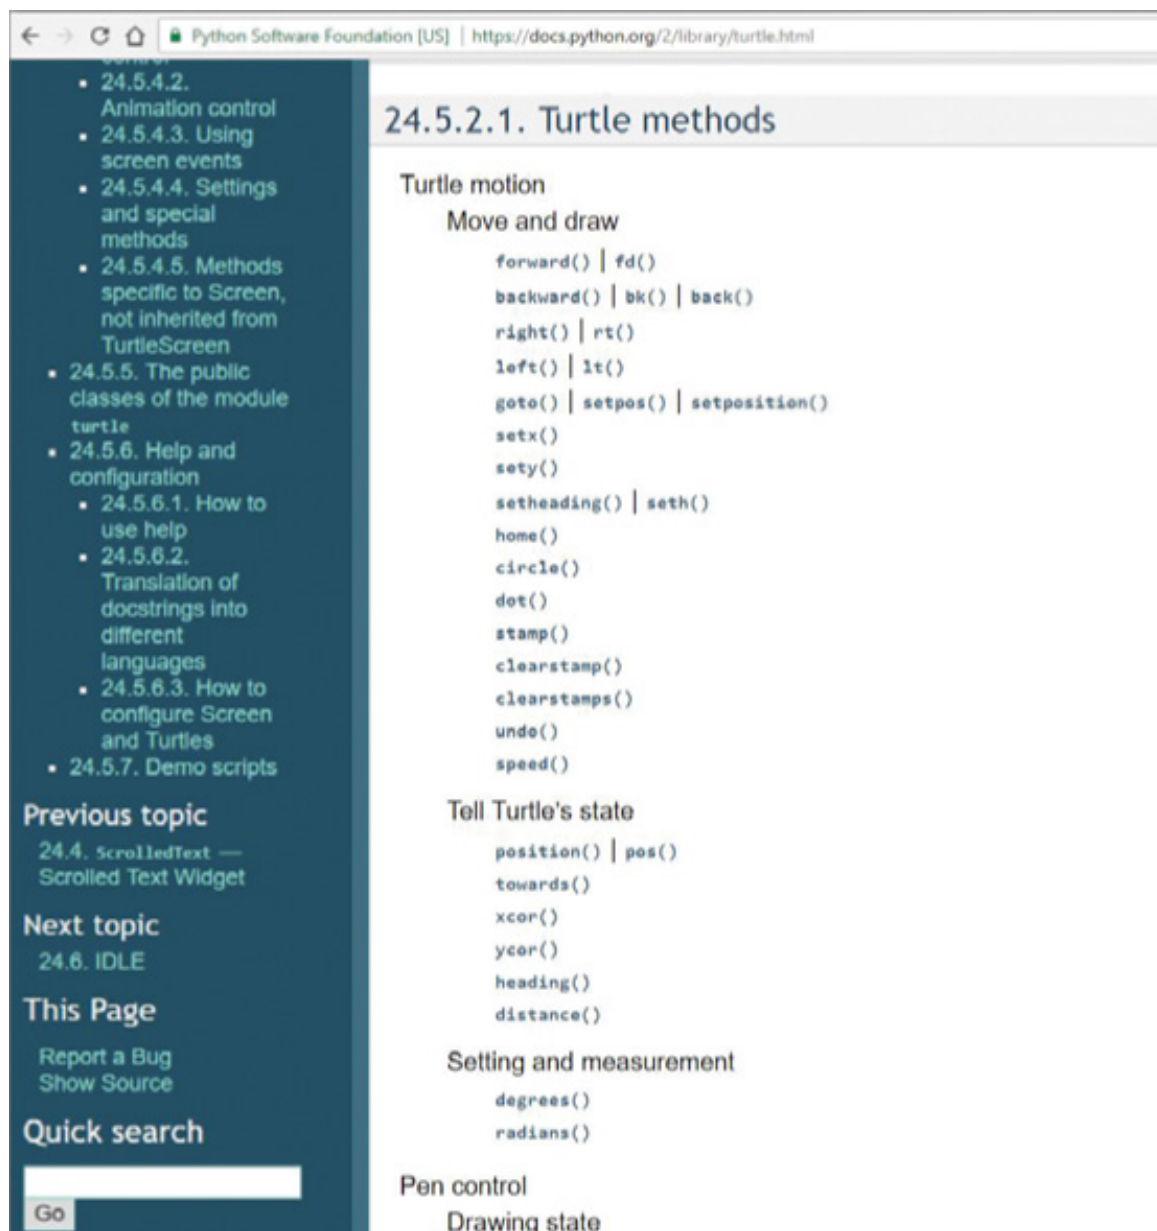 Python Software Foundation [US] | https://docs.python.org/2/library/turtle.html
control
24.5.4.2.
Animation control
24.5.4.3. Using
screen events
24.5.4.4. Settings
and special
methods
24.5.4.5. Methods
specific to Screen,
not inherited from
TurtleScreen
24.5.5. The public
classes of the module
turtle
24.5.6. Help and
configuration
24.5.6.1. How to
use help
24.5.6.2.
Translation of
docstrings into
different
languages
24.5.6.3. How to
configure Screen
and Turtles
24.5.7. Demo scripts
Previous topic
24.4. ScrolledText —
Scrolled Text Widget
Next topic
24.6. IDLE
This Page
Report a Bug
Show Source
Quick search
Go
24.5.2.1. Turtle methods
Turtle motion
Move and draw
forward() | fd()
backward() | bk() | back()
right() | rt()
left() | lt()
goto() | setpos() | setposition()
setx()
sety()
setheading() | seth()
home()
circle()
dot()
stamp()
clearstamp()
clearstamps()
undo()
speed()
Tell Turtle's state
position() | pos()
towards()
xcor()
ycor()
heading()
distance()
Setting and measurement
degrees()
radians()
Pen control
Drawing state